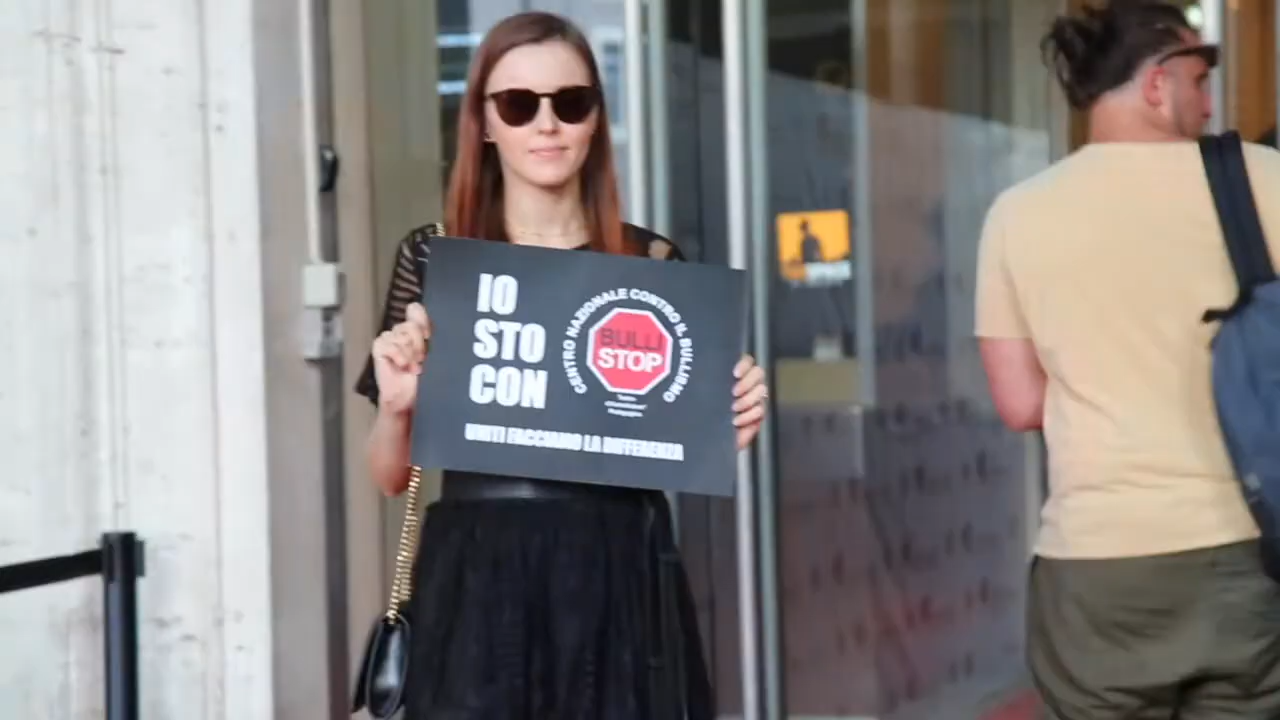 IO
STO
CON
CENTRO NAZIONALE CONTRO IL BULLISMO
BULLI
STOP
UNITI FACCIAMO LA DIFFERENZA